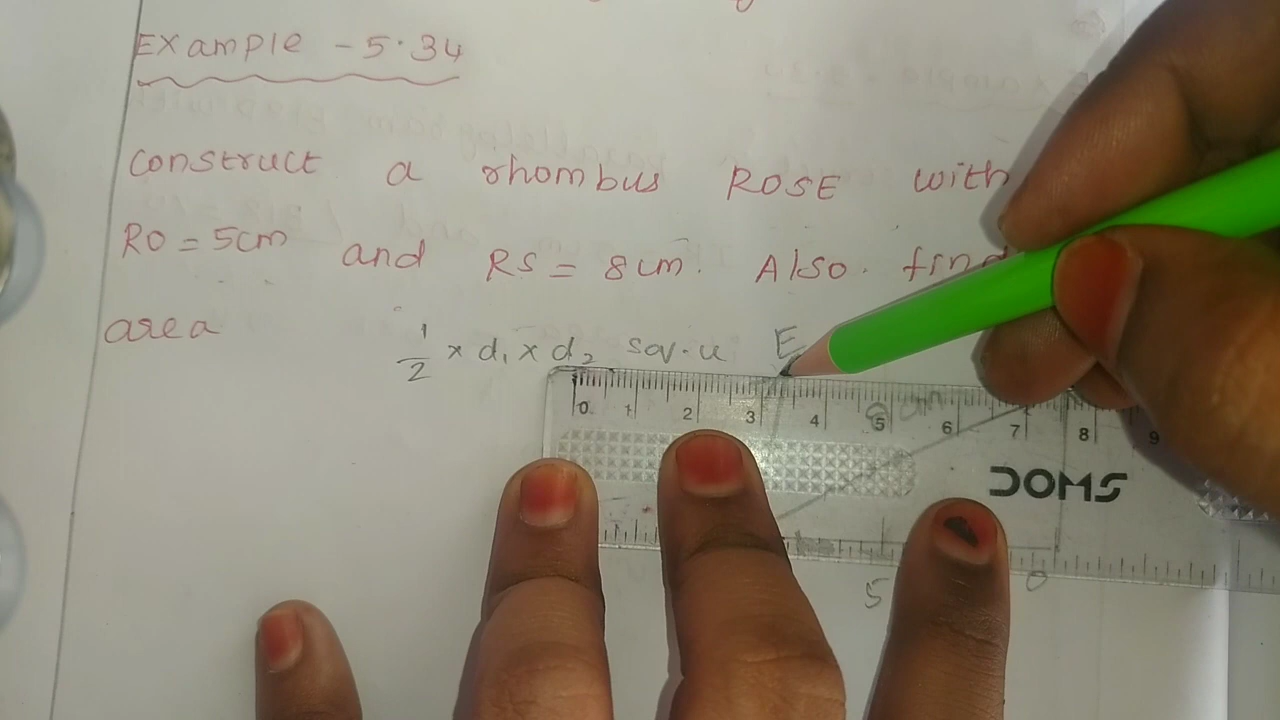 Example - 5.34
construct a rhombus ROSE with
RO = 5cm and RS = 8cm. Also find
area
1/2 × d1 × d2 sq.u E
0 1 2 3 4 5 6 7 8 9
8cm
DOMS
5 O